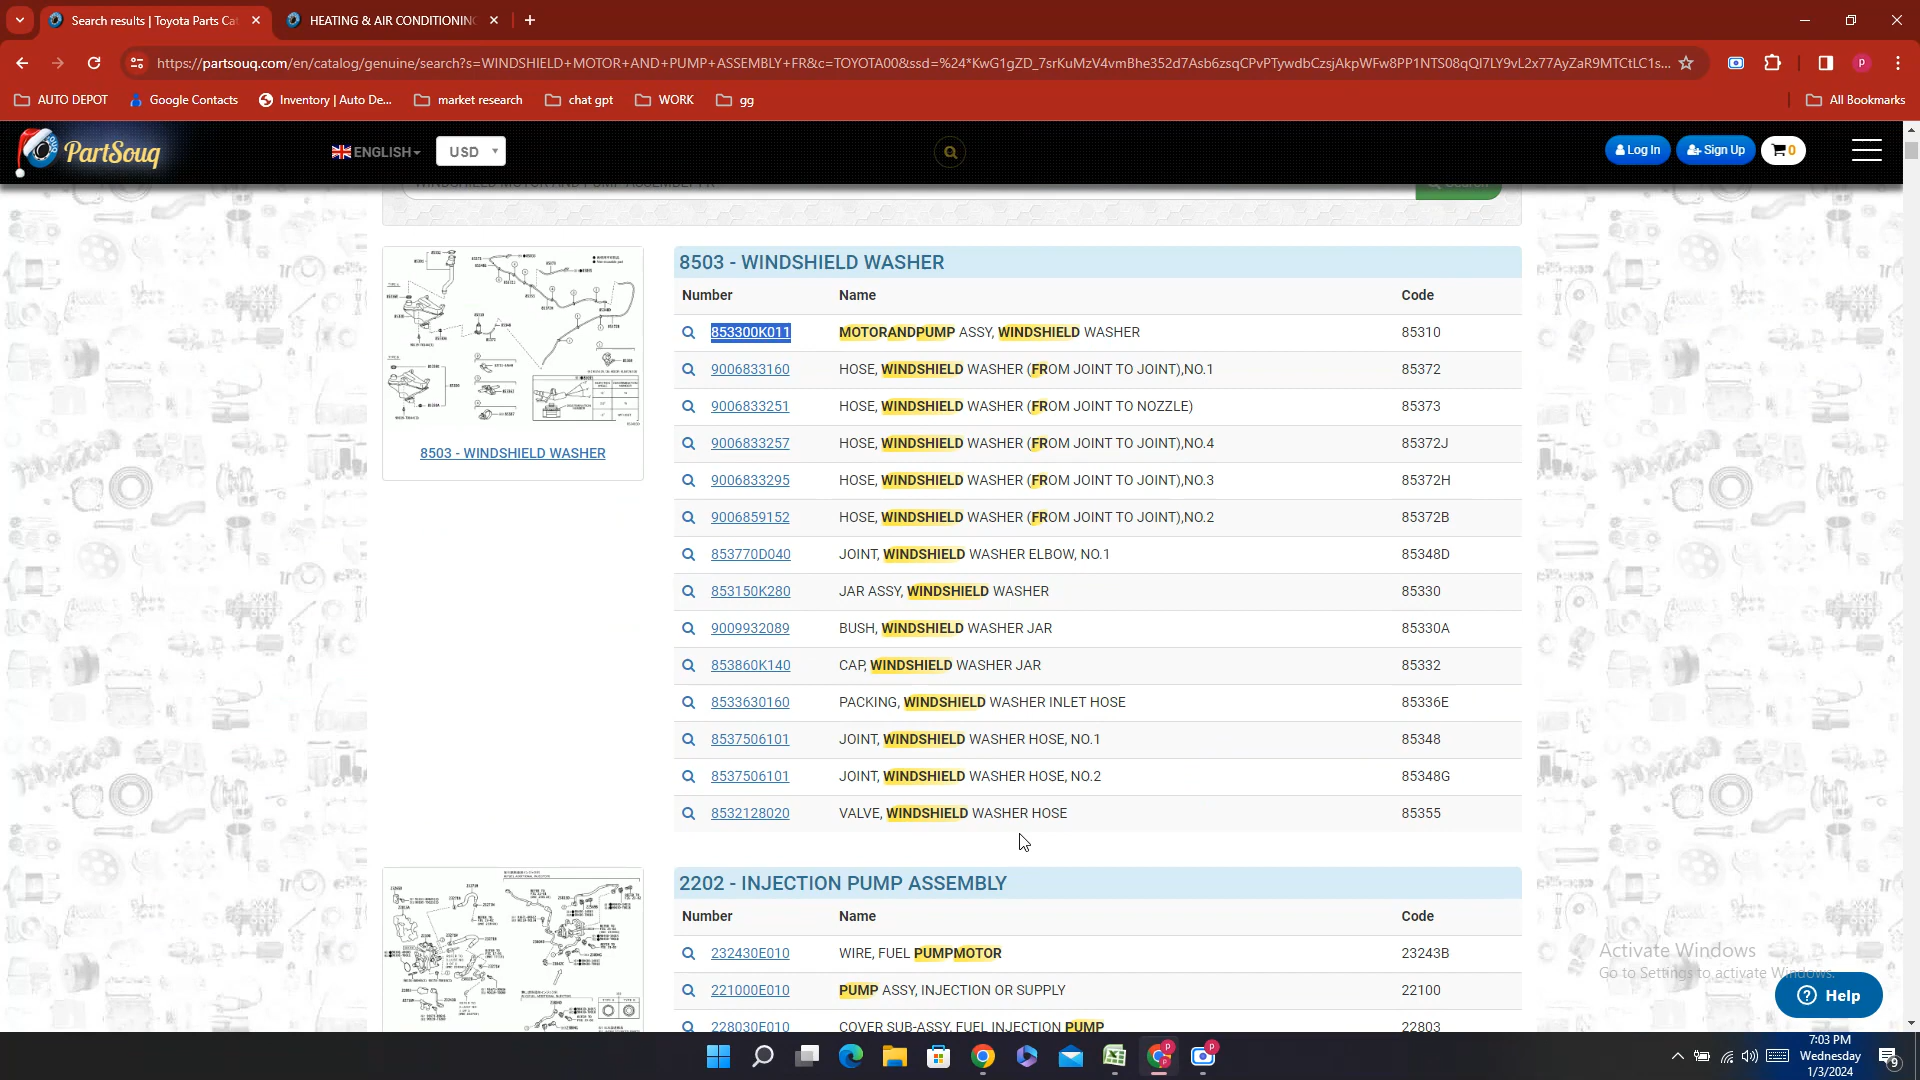 Search results | Toyota Parts Cat
HEATING & AIR CONDITIONING
https://partsouq.com/en/catalog/genuine/search?s=WINDSHIELD+MOTOR+AND+PUMP+ASSEMBLY+FR&c=TOYOTA00&ssd=%24*KwG1gZD_7srKuMzV4vmBhe352d7Asb6zsqCPvPTywdbCzsjAkpWFw8PP1NTS08qQI7LY9vL2x77AyZaR9MTCtLC1s...
AUTO DEPOT
Google Contacts
Inventory | Auto De...
market research
chat gpt
WORK
gg
All Bookmarks
PartSouq
ENGLISH
USD
Log In
Sign Up
0
WINDSHIELD MOTOR AND PUMP ASSEMBLY FR
Search
8503 - WINDSHIELD WASHER
8503 - WINDSHIELD WASHER
Number Name Code
853300K011 MOTORANDPUMP ASSY, WINDSHIELD WASHER 85310
9006833160 HOSE, WINDSHIELD WASHER (FROM JOINT TO JOINT),NO.1 85372
9006833251 HOSE, WINDSHIELD WASHER (FROM JOINT TO NOZZLE) 85373
9006833257 HOSE, WINDSHIELD WASHER (FROM JOINT TO JOINT),NO.4 85372J
9006833295 HOSE, WINDSHIELD WASHER (FROM JOINT TO JOINT),NO.3 85372H
9006859152 HOSE, WINDSHIELD WASHER (FROM JOINT TO JOINT),NO.2 85372B
853770D040 JOINT, WINDSHIELD WASHER ELBOW, NO.1 85348D
853150K280 JAR ASSY, WINDSHIELD WASHER 85330
9009932089 BUSH, WINDSHIELD WASHER JAR 85330A
853860K140 CAP, WINDSHIELD WASHER JAR 85332
8533630160 PACKING, WINDSHIELD WASHER INLET HOSE 85336E
8537506101 JOINT, WINDSHIELD WASHER HOSE, NO.1 85348
8537506101 JOINT, WINDSHIELD WASHER HOSE, NO.2 85348G
8532128020 VALVE, WINDSHIELD WASHER HOSE 85355
2202 - INJECTION PUMP ASSEMBLY
Number Name Code
232430E010 WIRE, FUEL PUMPMOTOR 23243B
221000E010 PUMP ASSY, INJECTION OR SUPPLY 22100
228030E010 COVER SUB-ASSY, FUEL INJECTION PUMP 22803
Activate Windows
Go to Settings to activate Windows.
Help
7:03 PM
Wednesday
1/3/2024
9